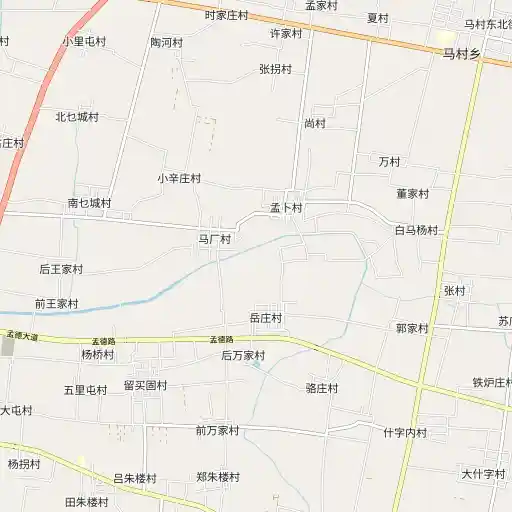 孟家村
时家庄村
夏村
马村东北街
许家村
小里屯村
陶河村
马村乡
张拐村
北乜城村
尚村
庄村
万村
小辛庄村
董家村
南乜城村
孟卜村
白马杨村
马厂村
后王家村
张村
前王家村
岳庄村
郭家村
孟德大道
孟德路
孟德路
杨桥村
后万家村
铁炉庄村
五里屯村
留买固村
骆庄村
大屯村
前万家村
什字内村
杨拐村
吕朱楼村
郑朱楼村
大什字村
田朱楼村